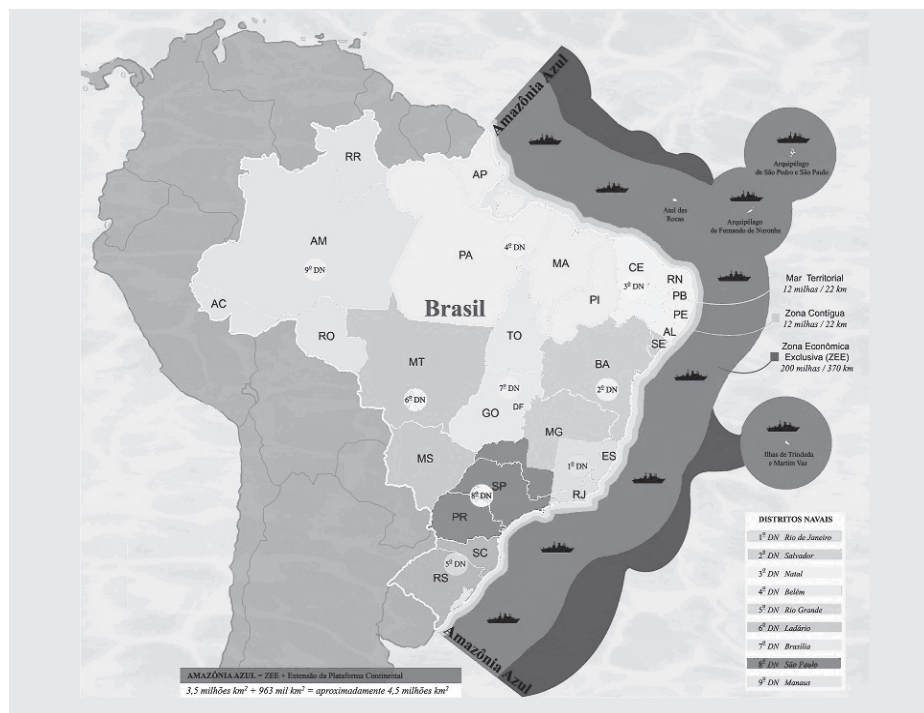 Amazônia Azul
Arquipélago
de São Pedro e São Paulo
Atol das
Rocas
Arquipélago
de Fernando de Noronha
RR
AP
AM
9º DN
PA
4º DN
MA
CE
3º DN
RN
PB
PE
AL
SE
PI
Brasil
AC
RO
TO
MT
6º DN
BA
2º DN
7º DN
GO
DF
MG
ES
1º DN
RJ
MS
SP
8º DN
PR
SC
5º DN
RS
Mar Territorial
12 milhas / 22 km
Zona Contígua
12 milhas / 22 km
Zona Econômica
Exclusiva (ZEE)
200 milhas / 370 km
Ilhas de Trindade
e Martim Vaz
Amazônia Azul
DISTRITOS NAVAIS
1º DN Rio de Janeiro
2º DN Salvador
3º DN Natal
4º DN Belém
5º DN Rio Grande
6º DN Ladário
7º DN Brasília
8º DN São Paulo
9º DN Manaus
AMAZÔNIA AZUL = ZEE + Extensão da Plataforma Continental
3,5 milhões km² + 963 mil km² = aproximadamente 4,5 milhões km²